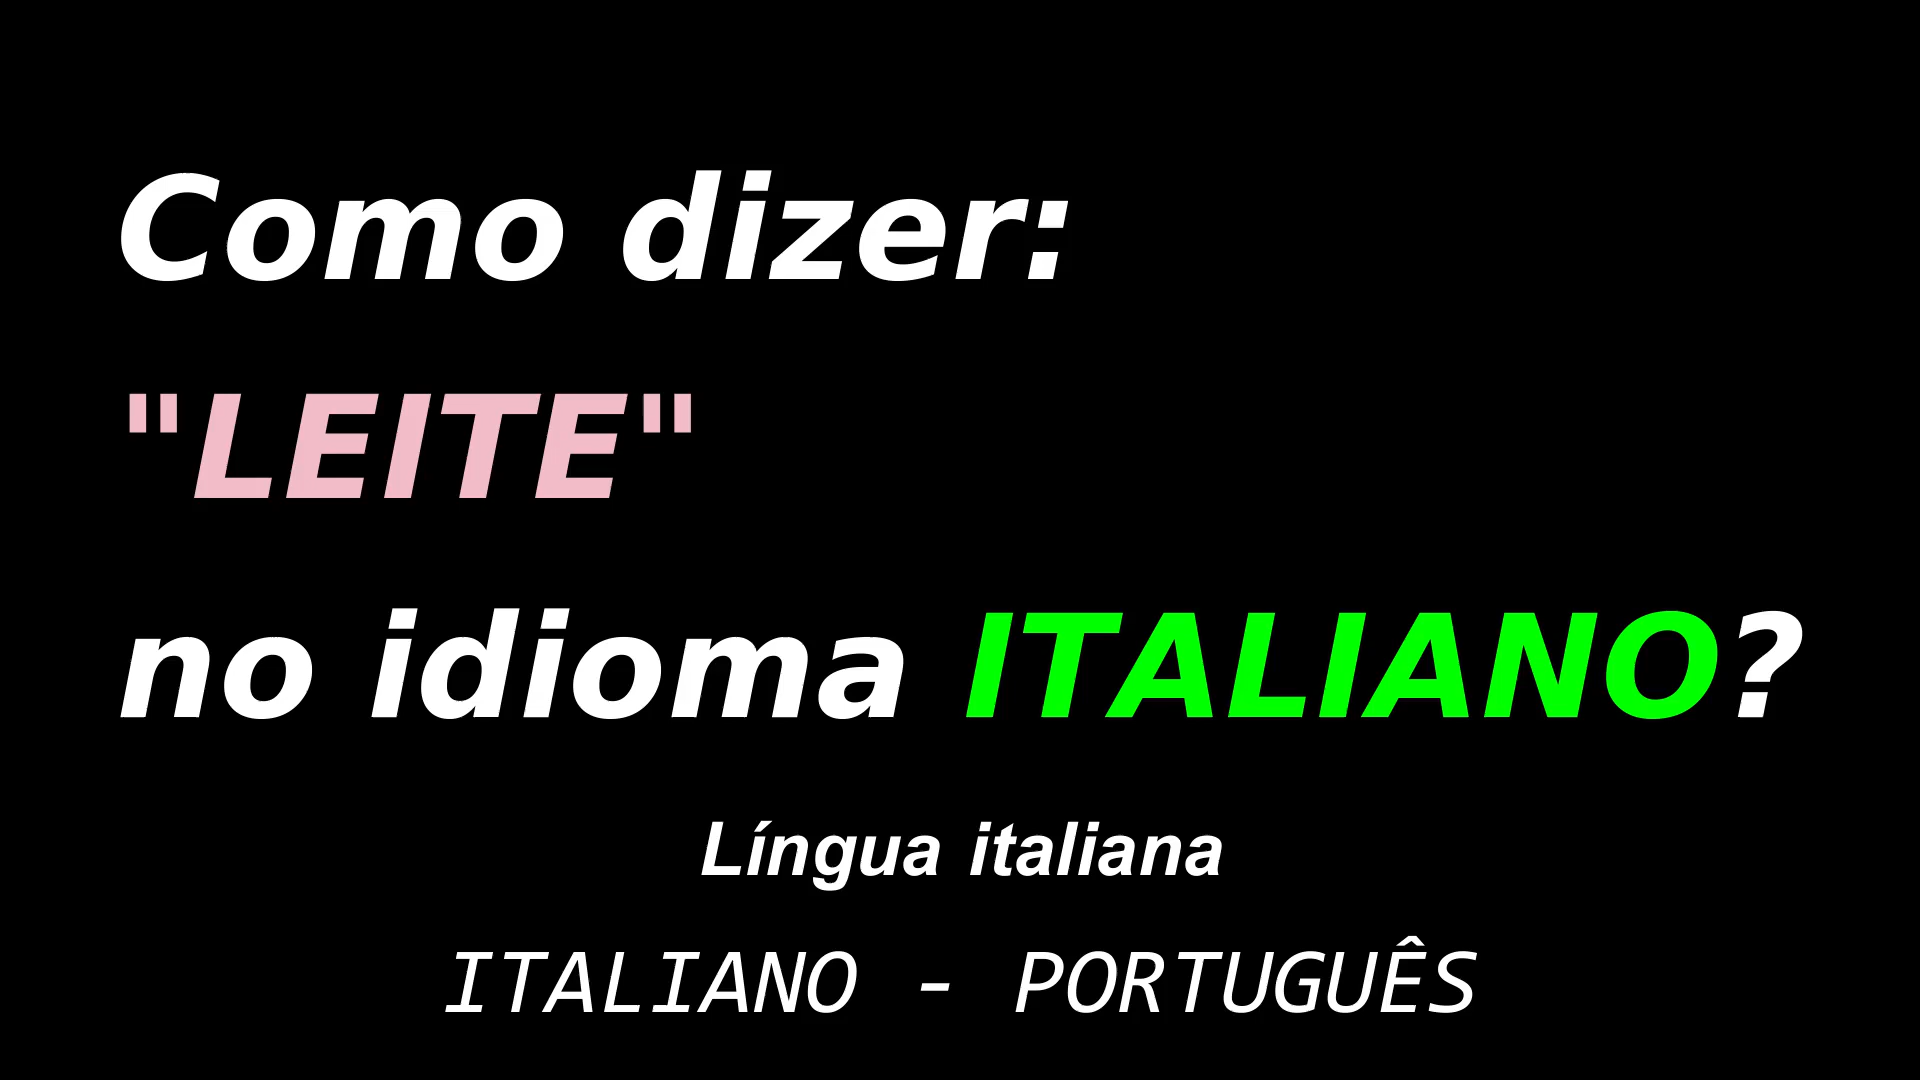 Como dizer:
"LEITE"
no idioma ITALIANO?
Língua italiana
ITALIANO - PORTUGUÊS